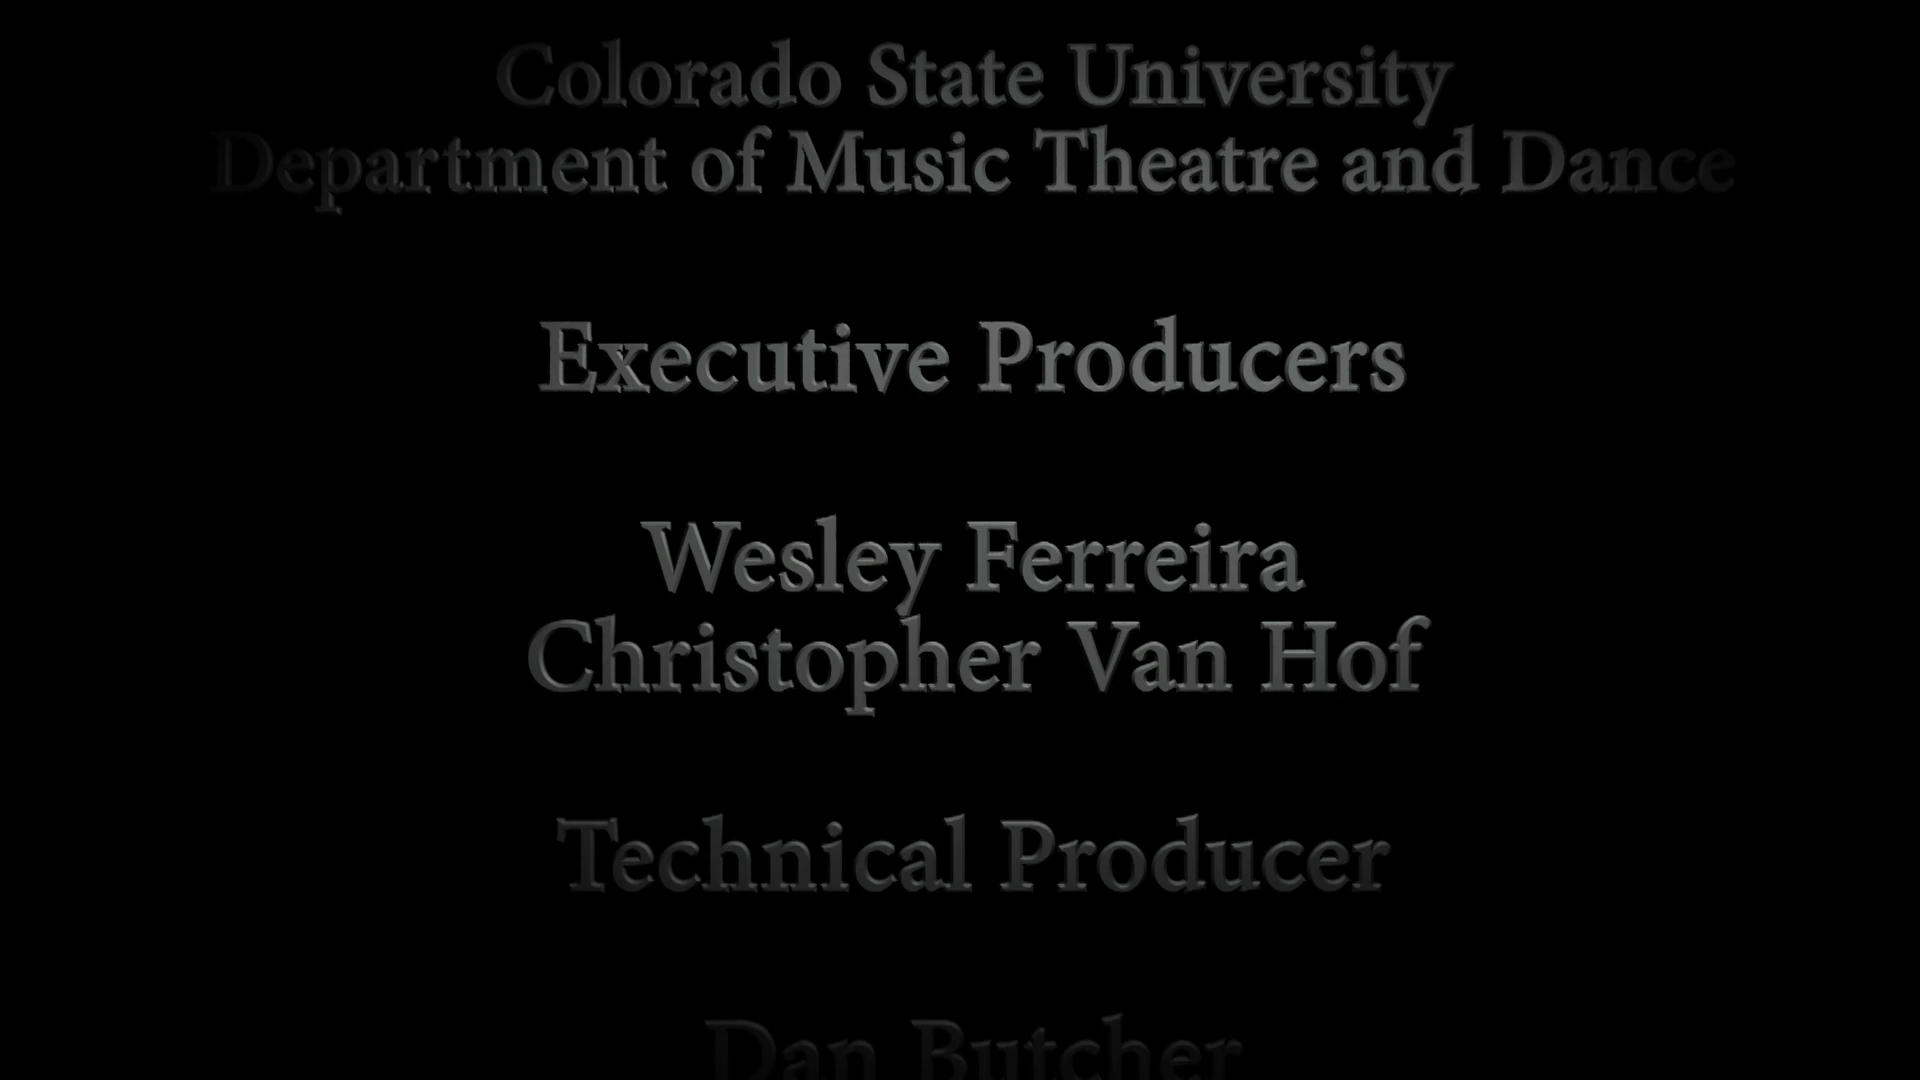 Colorado State University
Department of Music Theatre and Dance
Executive Producers
Wesley Ferreira
Christopher Van Hof
Technical Producer
Dan Butcher